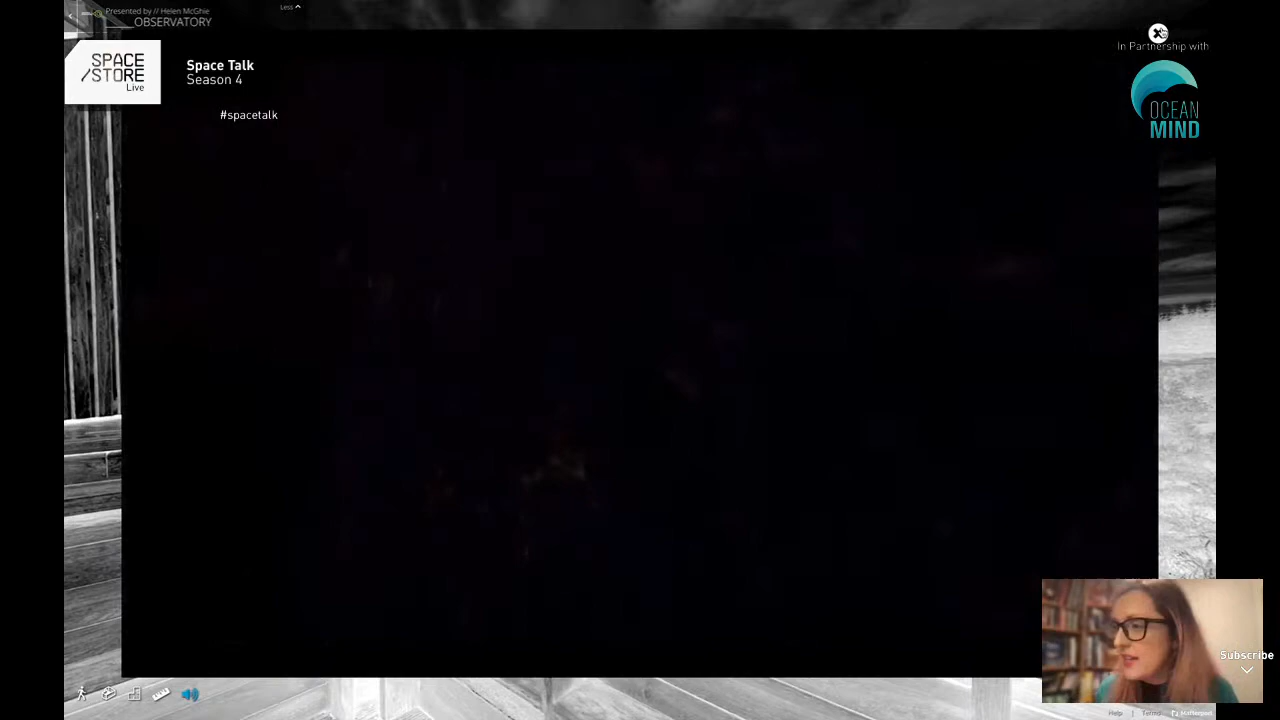 Presented by // Helen McGhie
OBSERVATORY
Less
SPACE
/STORE
Live
Space Talk
Season 4
#spacetalk
In Partnership with
OCEAN
MIND
Subscribe
Help | Terms
Matterport